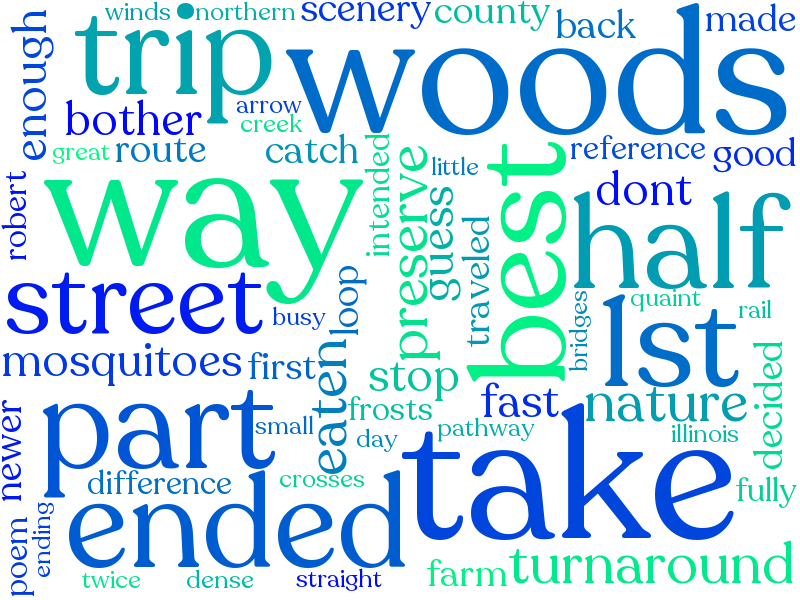 winds
northern
scenery
county
back
made
enough
trip
woods
bother
arrow
creek
great
route
catch
intended
little
reference
good
robert
way
preserve
guess
traveled
best
dont
half
street
busy
loop
bridges
quaint
rail
1st
mosquitoes
first
eaten
stop
fast
nature
decided
newer
part
small
frosts
day
pathway
illinois
take
difference
crosses
fully
poem
ending
ended
twice
dense
straight
farm
turnaround